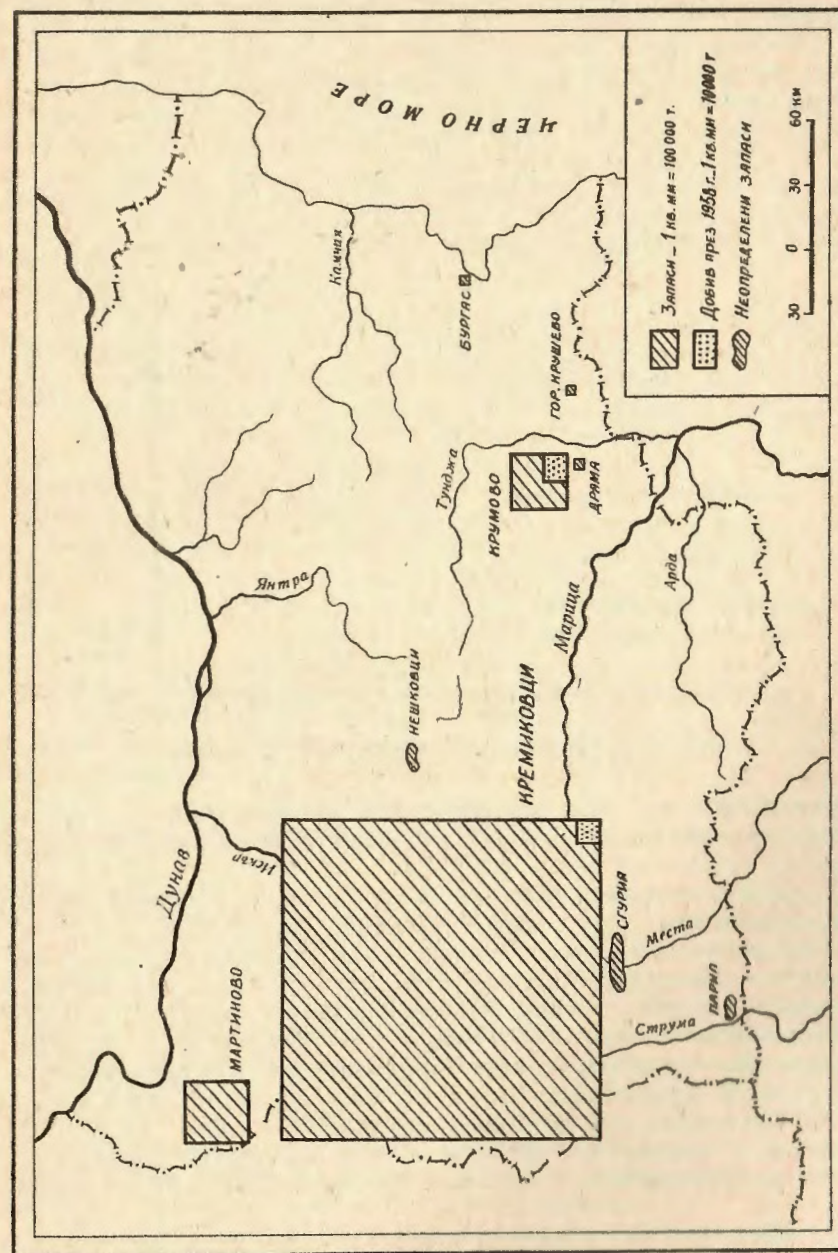 ЧЕРНО МОРЕ
Дунав
Искър
Янтра
Камчия
МАРТИНОВО
НЕШКОВЦИ
БУРГАС
Тунджа
КРУМОВО
ДРАМА
ГОР. КРУШЕВО
КРЕМИКОВЦИ
Марица
Арда
СГУРИЯ
Места
Струма
ПАРИЛ
ЗАПАСИ _ 1 КВ. ММ = 100 000 Т.
ДОБИВ ПРЕЗ 1958 Г. _ 1 КВ. ММ = 10000 Т
НЕОПРЕДЕЛЕНИ ЗАПАСИ
30 0 30 60 КМ